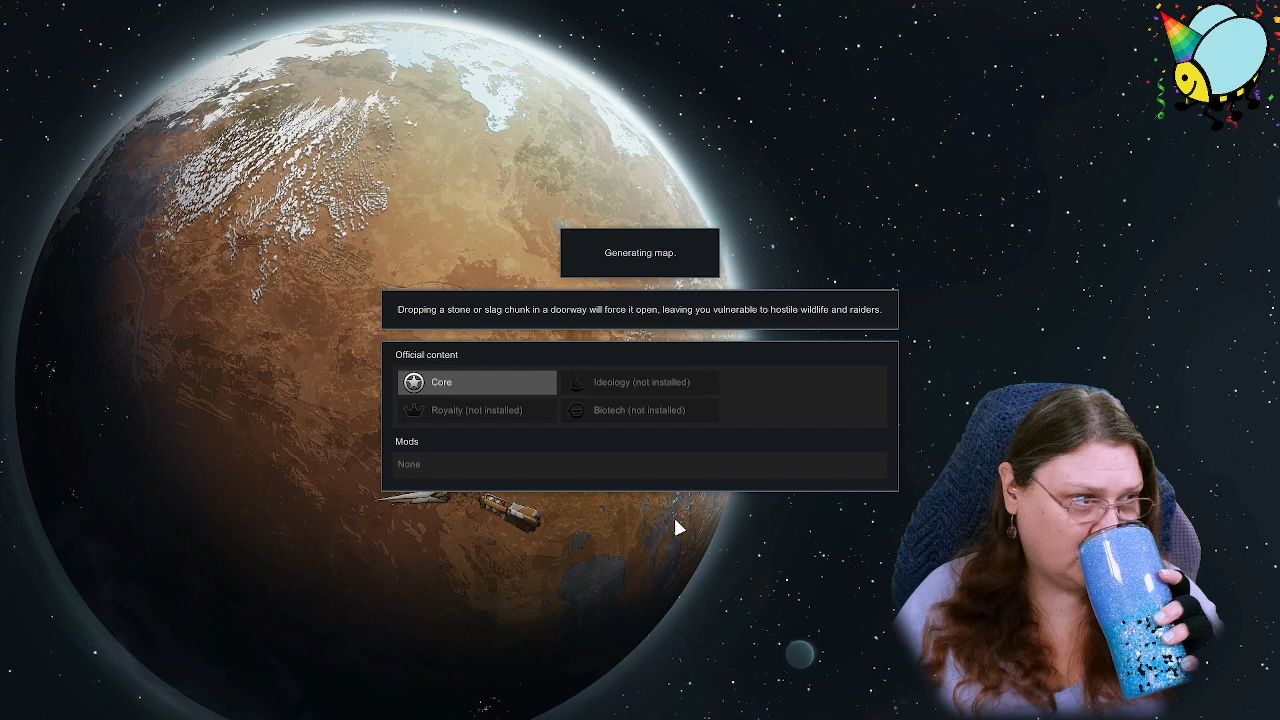 Generating map.
Dropping a stone or slag chunk in a doorway will force it open, leaving you vulnerable to hostile wildlife and raiders.
Official content
Core
Ideology (not installed)
Royalty (not installed)
Biotech (not installed)
Mods
None